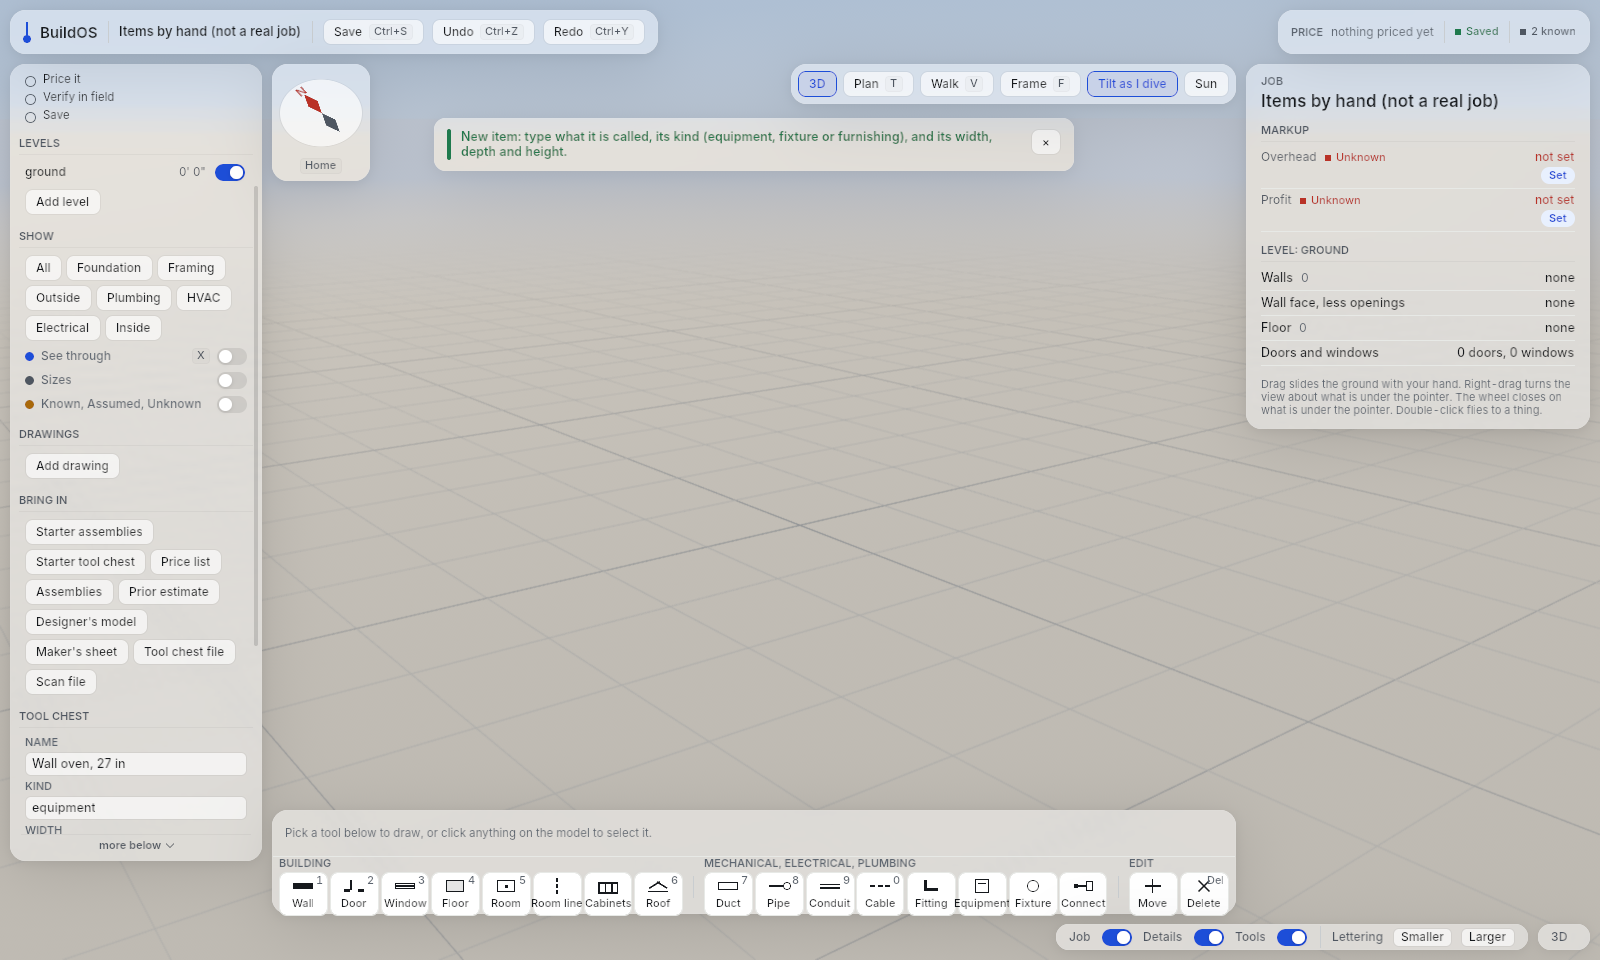 BuildOS
Items by hand (not a real job)
Save Ctrl+S
Undo Ctrl+Z
Redo Ctrl+Y
PRICE nothing priced yet
Saved
2 known
Price it
Verify in field
Save
LEVELS
ground 0' 0"
Add level
SHOW
All Foundation Framing
Outside Plumbing HVAC
Electrical Inside
See through X
Sizes
Known, Assumed, Unknown
DRAWINGS
Add drawing
BRING IN
Starter assemblies
Starter tool chest Price list
Assemblies Prior estimate
Designer's model
Maker's sheet Tool chest file
Scan file
TOOL CHEST
NAME
Wall oven, 27 in
KIND
equipment
WIDTH
more below
N
Home
3D Plan T Walk V Frame F Tilt as I dive Sun
New item: type what it is called, its kind (equipment, fixture or furnishing), and its width,
depth and height.
×
JOB
Items by hand (not a real job)
MARKUP
Overhead Unknown not set
Set
Profit Unknown not set
Set
LEVEL: GROUND
Walls 0 none
Wall face, less openings none
Floor 0 none
Doors and windows 0 doors, 0 windows
Drag slides the ground with your hand. Right-drag turns the
view about what is under the pointer. The wheel closes on
what is under the pointer. Double-click flies to a thing.
Pick a tool below to draw, or click anything on the model to select it.
BUILDING
1 2 3 4 5 6
Wall Door Window Floor Room Room line Cabinets Roof
MECHANICAL, ELECTRICAL, PLUMBING
7 8 9 0
Duct Pipe Conduit Cable Fitting Equipment Fixture Connect
EDIT
Del
Move Delete
Job Details Tools Lettering Smaller Larger 3D